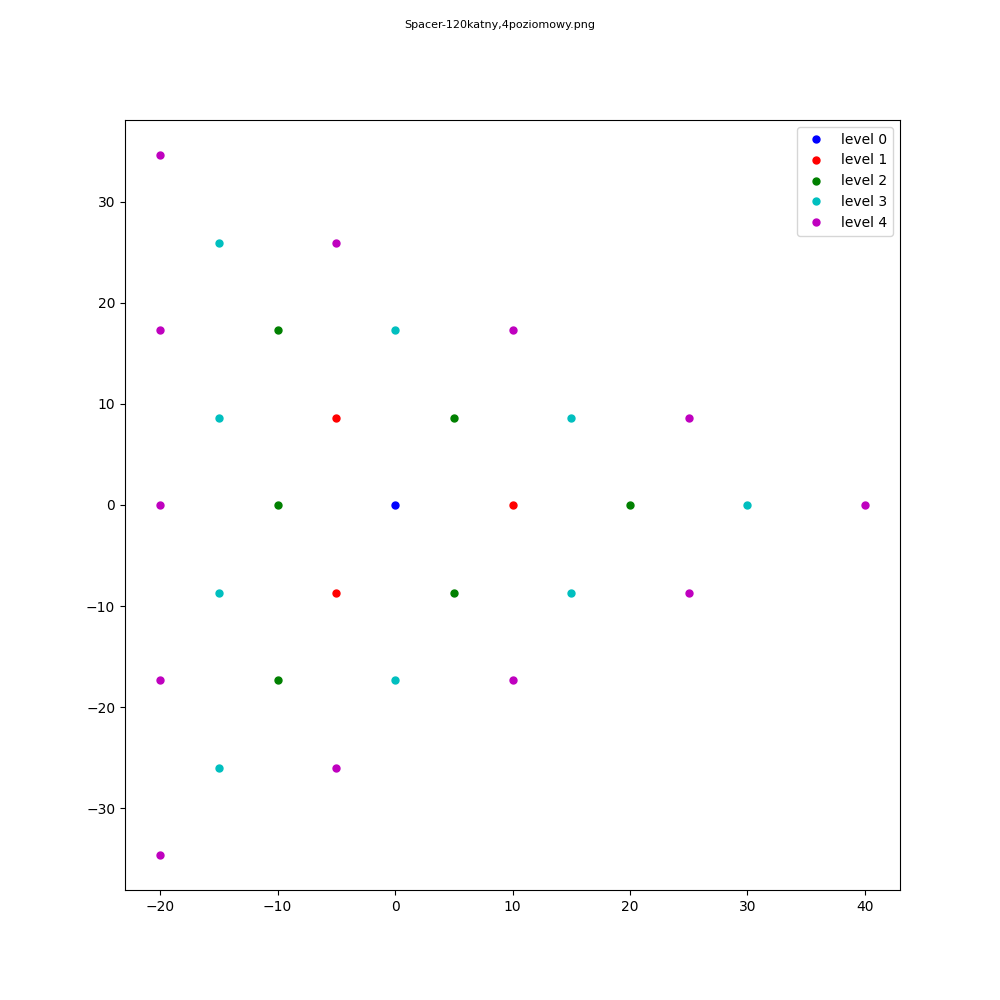 Spacer-120katny,4poziomowy.png
level 0
level 1
level 2
level 3
level 4
30
20
10
0
−10
−20
−30
−20 −10 0 10 20 30 40